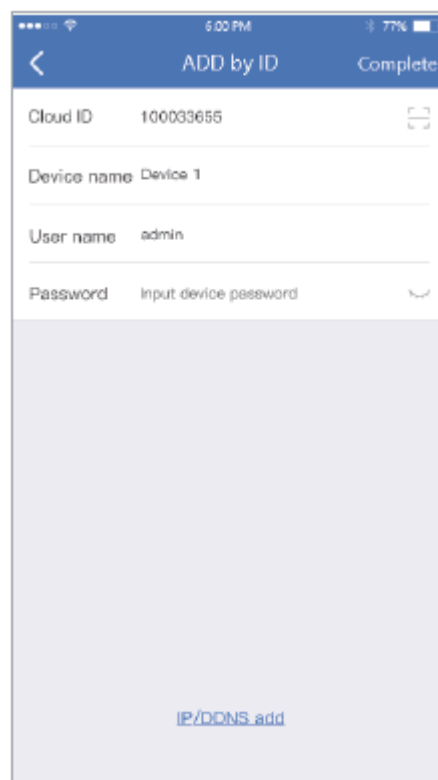 6:00 PM 77%
ADD by ID Complete
Cloud ID 100033655
Device name Device 1
User name admin
Password Input device password
IP/DDNS add